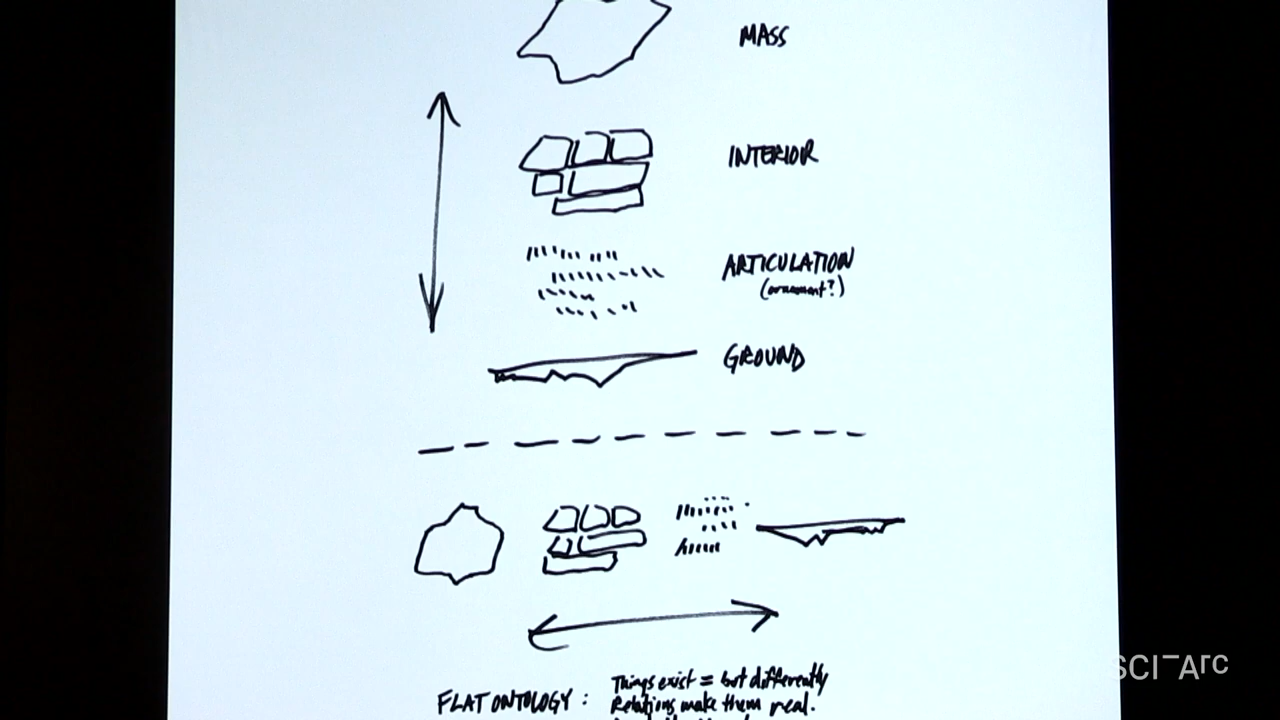 MASS
INTERIOR
ARTICULATION
(ornament?)
GROUND
FLAT ONTOLOGY :
Things exist = but differently
Relations make them real.
SCI-Arc